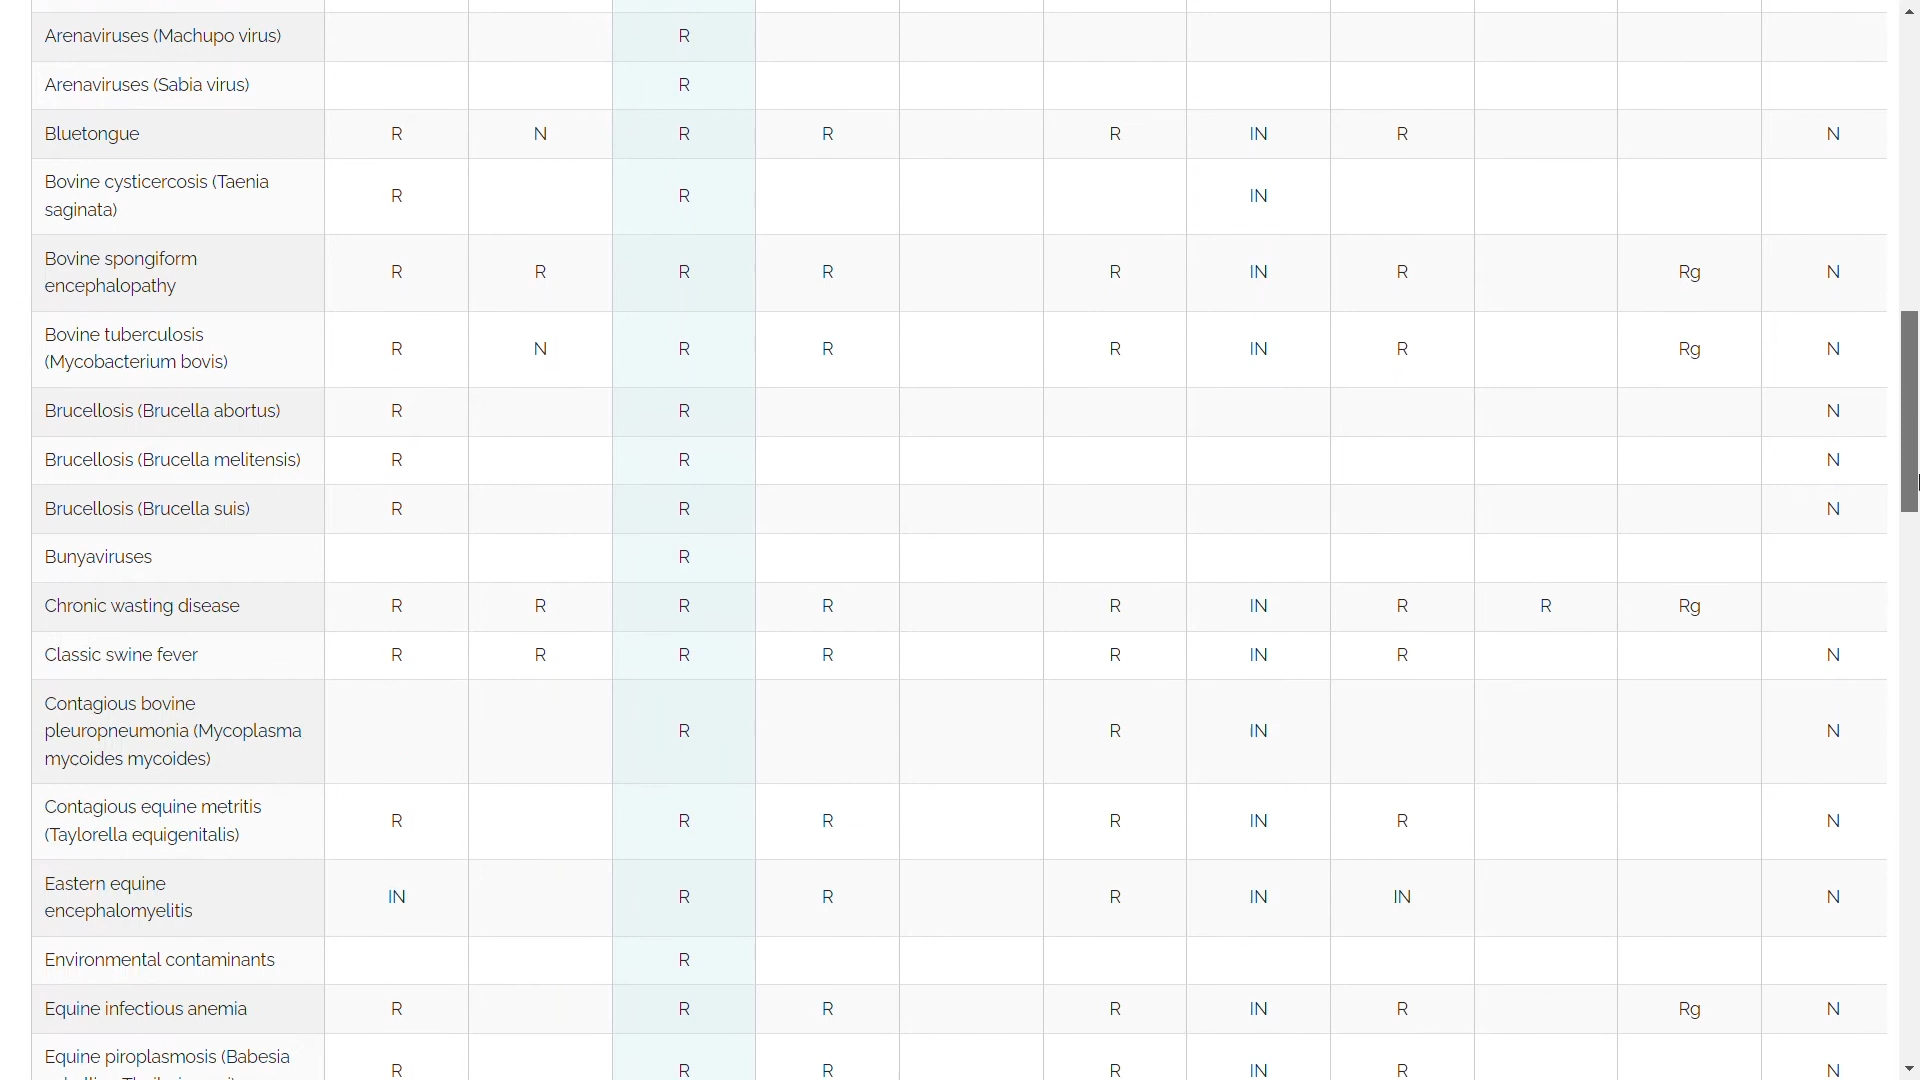 Arenaviruses (Machupo virus) R
Arenaviruses (Sabia virus) R
Bluetongue R N R R R IN R N
Bovine cysticercosis (Taenia
saginata) R R IN
Bovine spongiform
encephalopathy R R R R R IN R Rg N
Bovine tuberculosis
(Mycobacterium bovis) R N R R R IN R Rg N
Brucellosis (Brucella abortus) R R N
Brucellosis (Brucella melitensis) R R N
Brucellosis (Brucella suis) R R N
Bunyaviruses R
Chronic wasting disease R R R R R IN R R Rg
Classic swine fever R R R R R IN R N
Contagious bovine
pleuropneumonia (Mycoplasma R R IN N
mycoides mycoides)
Contagious equine metritis
(Taylorella equigenitalis) R R R R IN R N
Eastern equine
encephalomyelitis IN R R R IN IN N
Environmental contaminants R
Equine infectious anemia R R R R IN R Rg N
Equine piroplasmosis (Babesia
R R R R IN R N